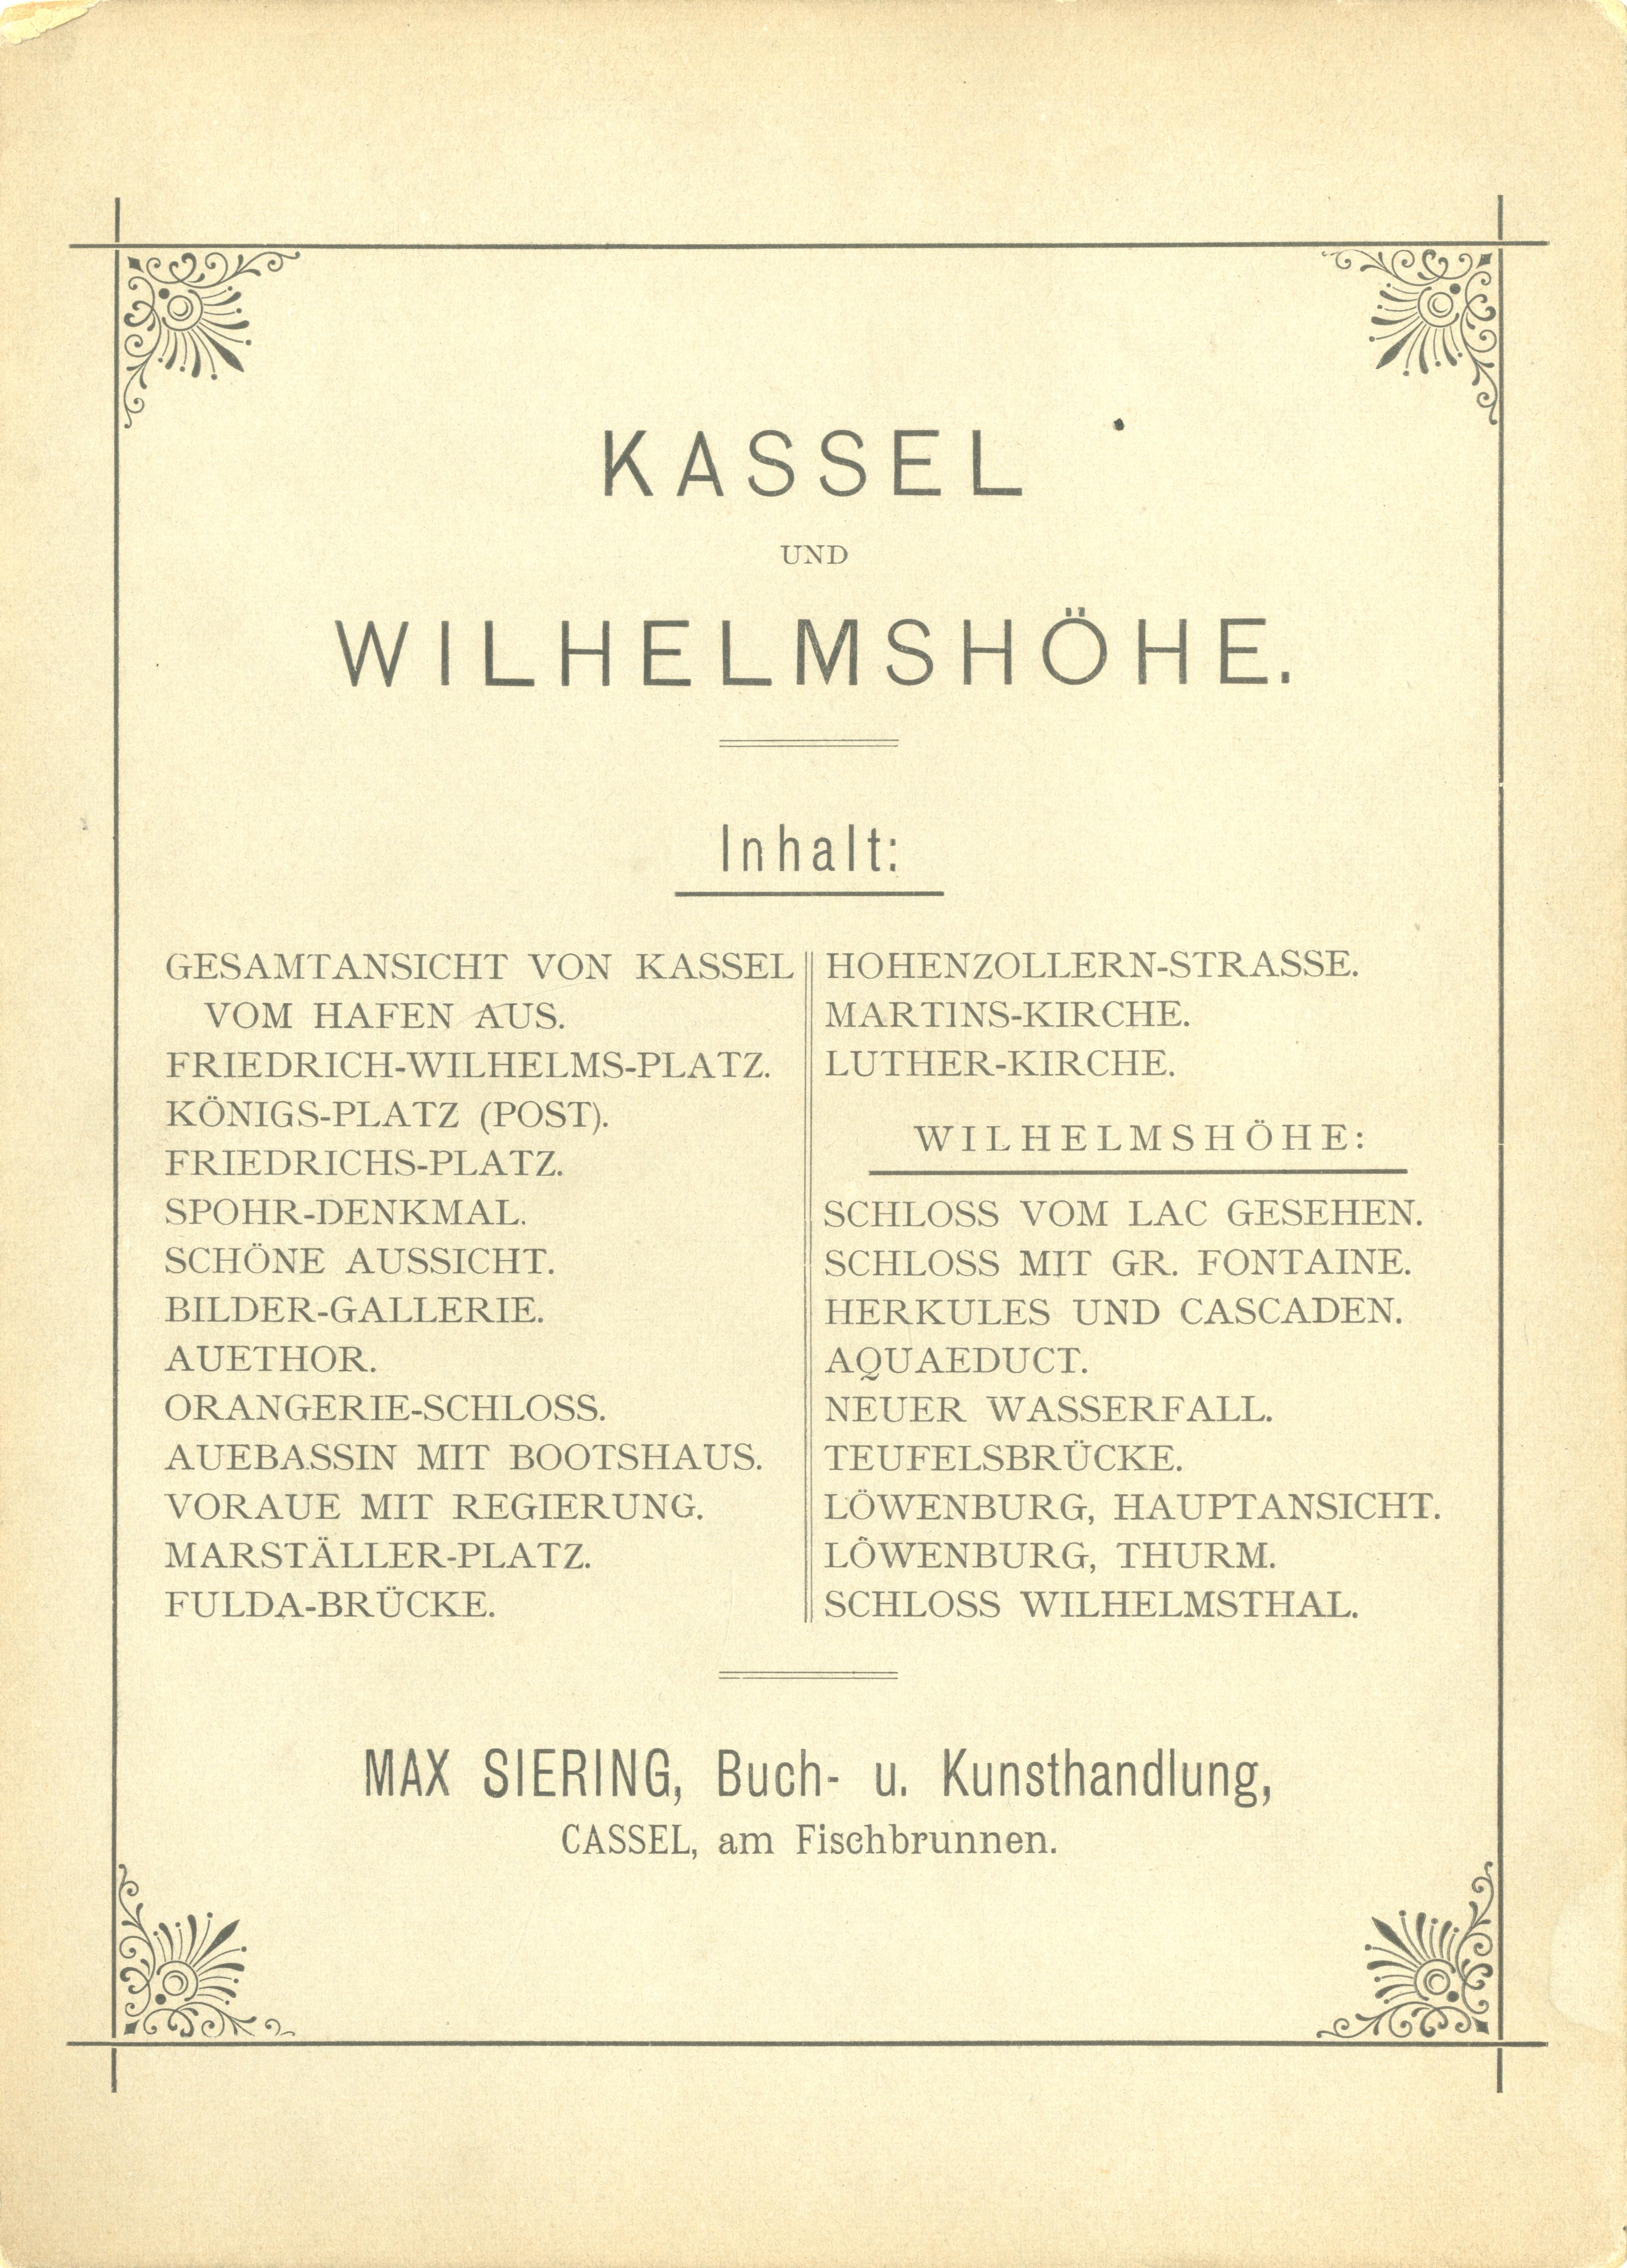 KASSEL
UND
WILHELMSHÖHE.
Inhalt:
GESAMTANSICHT VON KASSEL
VOM HAFEN AUS.
FRIEDRICH-WILHELMS-PLATZ.
KÖNIGS-PLATZ (POST).
FRIEDRICHS-PLATZ.
SPOHR-DENKMAL.
SCHÖNE AUSSICHT.
BILDER-GALLERIE.
AUETHOR.
ORANGERIE-SCHLOSS.
AUEBASSIN MIT BOOTSHAUS.
VORAUE MIT REGIERUNG.
MARSTÄLLER-PLATZ.
FULDA-BRÜCKE.
HOHENZOLLERN-STRASSE.
MARTINS-KIRCHE.
LUTHER-KIRCHE.
WILHELMSHÖHE:
SCHLOSS VOM LAC GESEHEN.
SCHLOSS MIT GR. FONTAINE.
HERKULES UND CASCADEN.
AQUAEDUCT.
NEUER WASSERFALL.
TEUFELSBRÜCKE.
LÖWENBURG, HAUPTANSICHT.
LÖWENBURG, THURM.
SCHLOSS WILHELMSTHAL.
MAX SIERING, Buch- u. Kunsthandlung,
CASSEL, am Fischbrunnen.